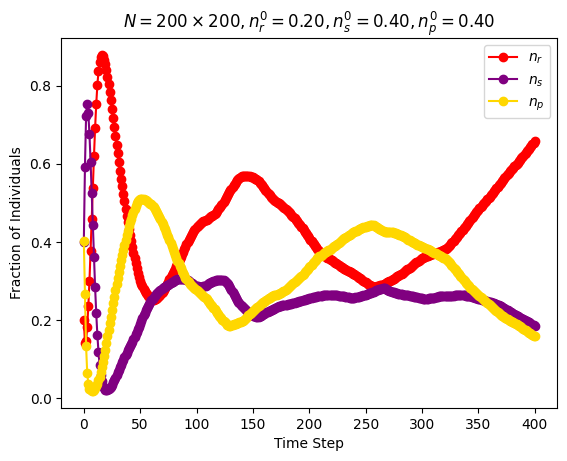 $N = 200 \times 200, n_r^0 = 0.20, n_s^0 = 0.40, n_p^0 = 0.40$
$n_r$
$n_s$
$n_p$
Fraction of Individuals
0.8
0.6
0.4
0.2
0.0
0 50 100 150 200 250 300 350 400
Time Step